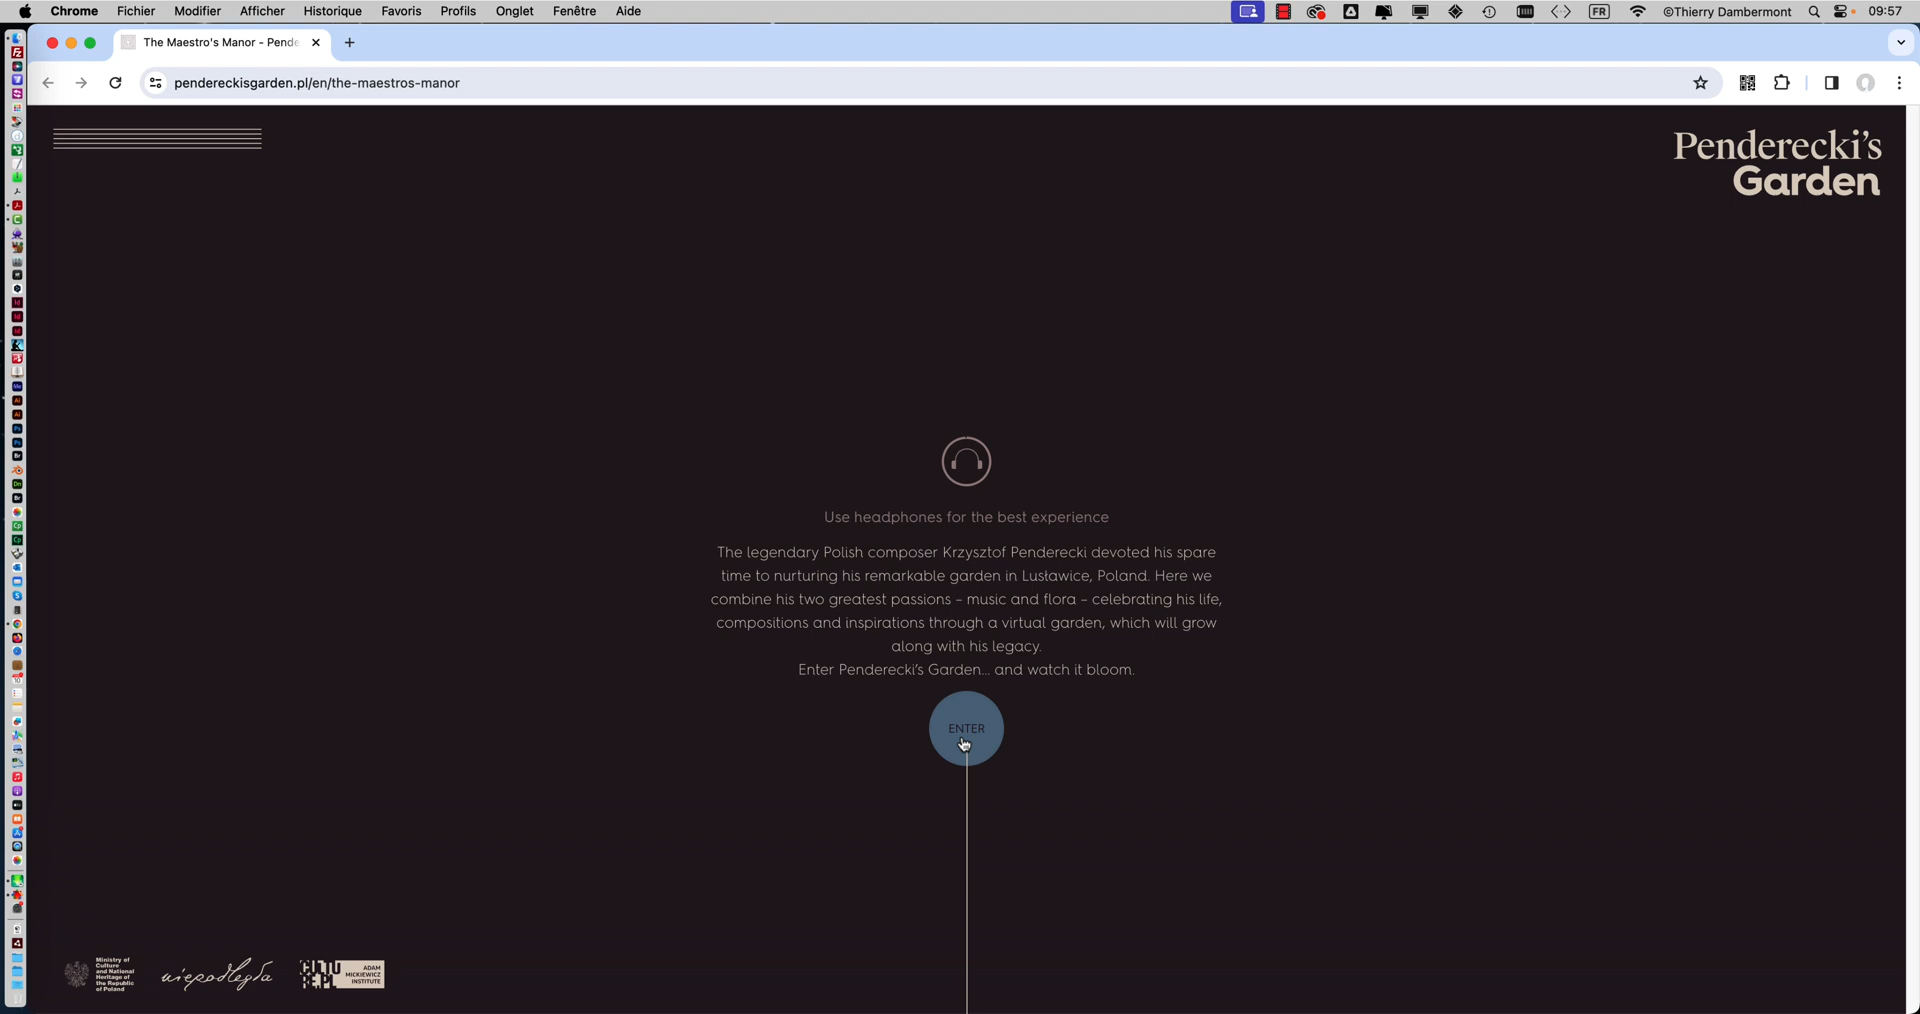 Chrome Fichier Modifier Afficher Historique Favoris Profils Onglet Fenêtre Aide FR ©Thierry Dambermont 09:57
The Maestro's Manor - Pende
pendereckisgarden.pl/en/the-maestros-manor
Penderecki's
Garden
Use headphones for the best experience
The legendary Polish composer Krzysztof Penderecki devoted his spare
time to nurturing his remarkable garden in Lusławice, Poland. Here we
combine his two greatest passions – music and flora – celebrating his life,
compositions and inspirations through a virtual garden, which will grow
along with his legacy.
Enter Penderecki's Garden... and watch it bloom.
ENTER
Ministry of
Culture
and National
Heritage of
the Republic
of Poland
niepodległa
CULTU
RE.PL
ADAM
MICKIEWICZ
INSTITUTE